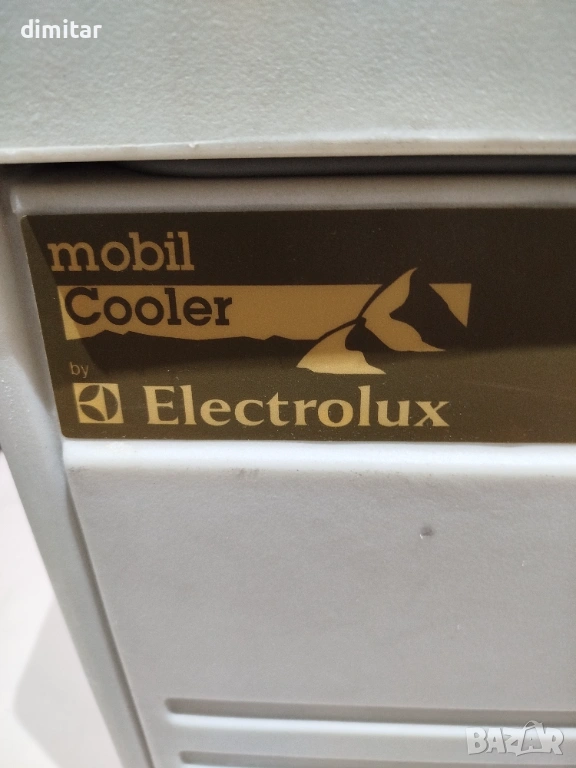 dimitar
mobil
Cooler
by
Electrolux
BAZAR